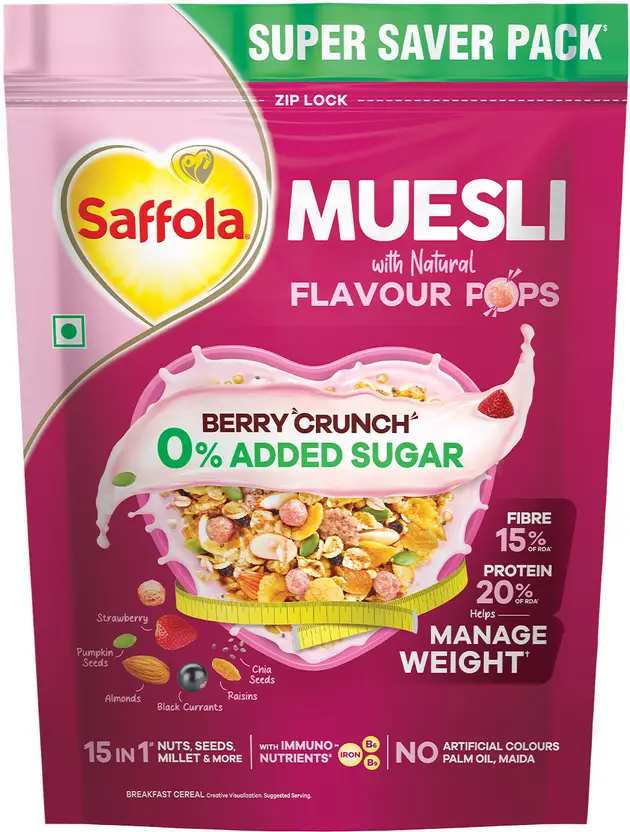 SUPER SAVER PACK$
ZIP LOCK
Saffola
MUESLI
with Natural
FLAVOUR POPS
BERRY CRUNCH
0% ADDED SUGAR
FIBRE
15% OF RDA*
PROTEIN
20% OF RDA*
Helps
MANAGE
WEIGHT†
Strawberry
Pumpkin
Seeds
Almonds
Black Currants
Raisins
Chia
Seeds
15 IN 1# NUTS, SEEDS,
MILLET & MORE
WITH IMMUNO-
NUTRIENTS‡
IRON B6 B9
NO ARTIFICIAL COLOURS
PALM OIL, MAIDA
BREAKFAST CEREAL Creative Visualization. Suggested Serving.